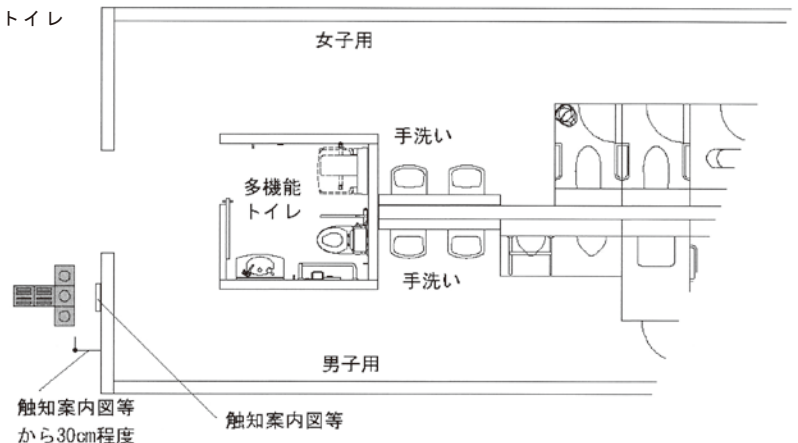 トイレ
女子用
手洗い
多機能
トイレ
手洗い
男子用
触知案内図等
から30cm程度
触知案内図等